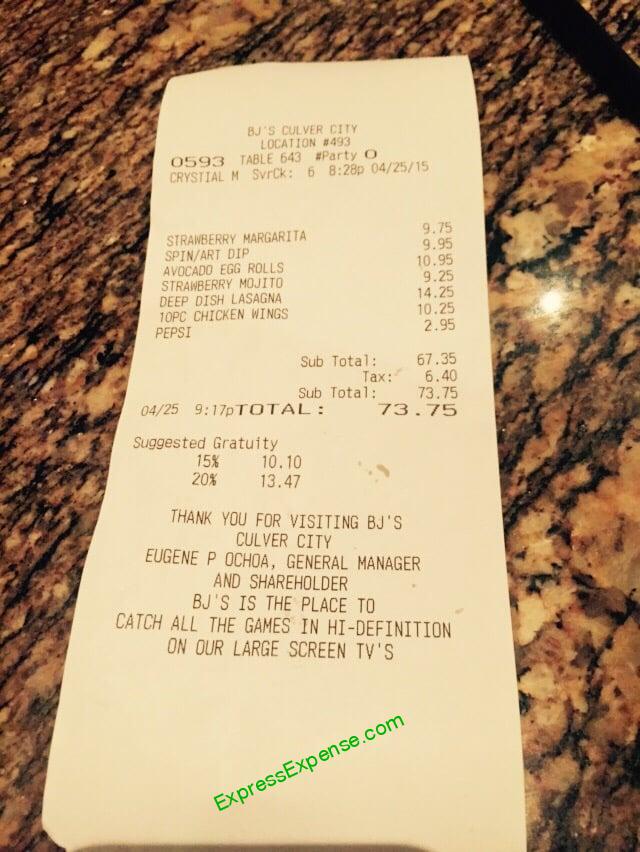 BJ'S CULVER CITY
LOCATION #493
0593 TABLE 643 #Party 0
CRYSTIAL M SvrCk: 6 8:28p 04/25/15
STRAWBERRY MARGARITA 9.75
SPIN/ART DIP 9.95
AVOCADO EGG ROLLS 10.95
STRAWBERRY MOJITO 9.25
DEEP DISH LASAGNA 14.25
10PC CHICKEN WINGS 10.25
PEPSI 2.95
Sub Total: 67.35
Tax: 6.40
Sub Total: 73.75
04/25 9:17pTOTAL: 73.75
Suggested Gratuity
15% 10.10
20% 13.47
THANK YOU FOR VISITING BJ'S
CULVER CITY
EUGENE P OCHOA, GENERAL MANAGER
AND SHAREHOLDER
BJ'S IS THE PLACE TO
CATCH ALL THE GAMES IN HI-DEFINITION
ON OUR LARGE SCREEN TV'S
ExpressExpense.com